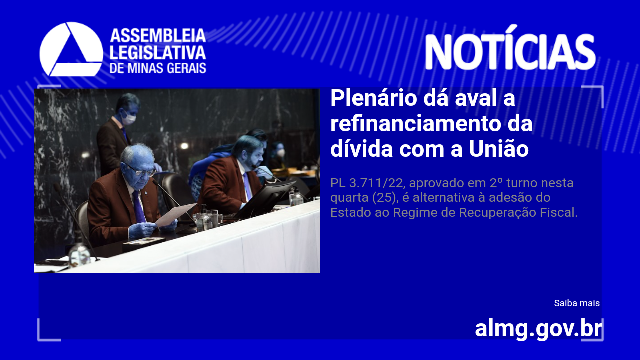 ASSEMBLEIA
LEGISLATIVA
DE MINAS GERAIS
NOTÍCIAS
Plenário dá aval a
refinanciamento da
dívida com a União
PL 3.711/22, aprovado em 2º turno nesta
quarta (25), é alternativa à adesão do
Estado ao Regime de Recuperação Fiscal.
Saiba mais
almg.gov.br